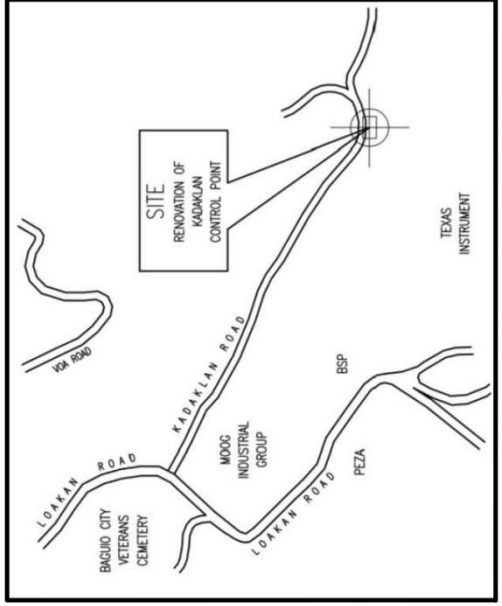 SITE
RENOVATION OF
KADAKLAN
CONTROL POINT
VOA ROAD
KADAKLAN ROAD
LOAKAN ROAD
BAGUIO CITY
VETERANS
CEMETERY
MOOG
INDUSTRIAL
GROUP
LOAKAN ROAD
BSP
PEZA
TEXAS
INSTRUMENT